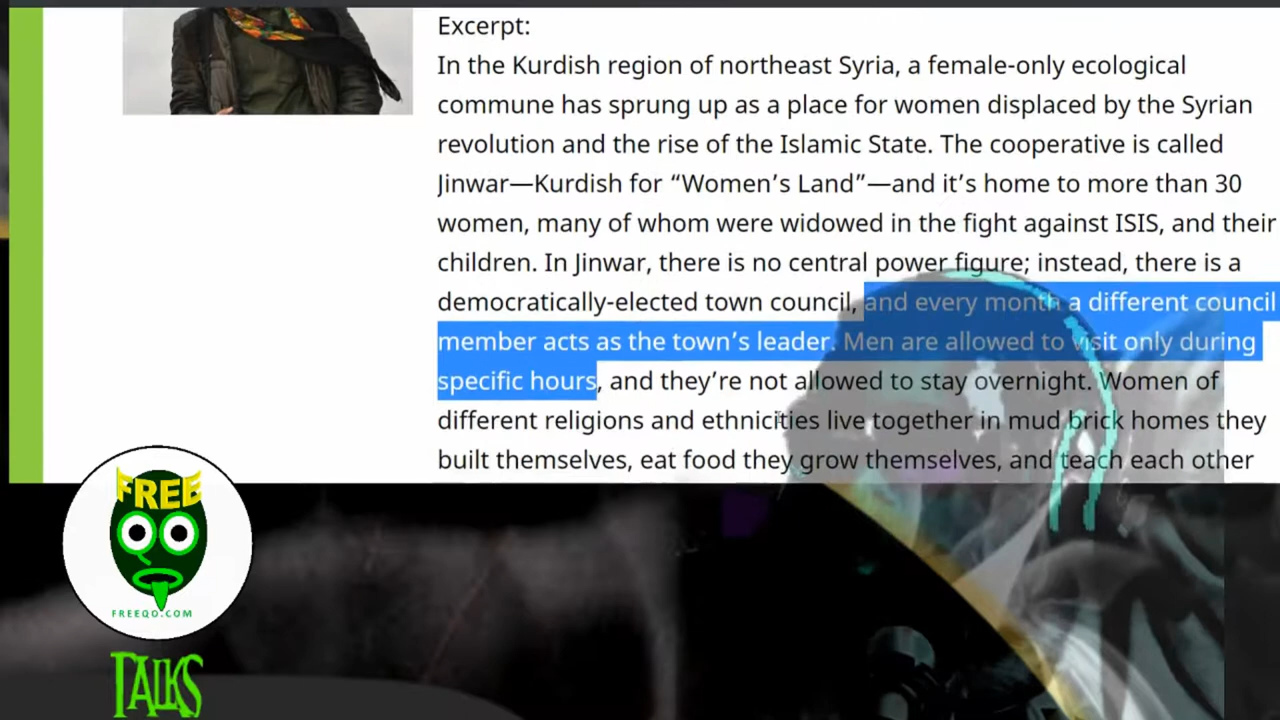 Excerpt:
In the Kurdish region of northeast Syria, a female-only ecological
commune has sprung up as a place for women displaced by the Syrian
revolution and the rise of the Islamic State. The cooperative is called
Jinwar—Kurdish for “Women’s Land”—and it’s home to more than 30
women, many of whom were widowed in the fight against ISIS, and their
children. In Jinwar, there is no central power figure; instead, there is a
democratically-elected town council, and every month a different council
member acts as the town’s leader. Men are allowed to visit only during
specific hours, and they’re not allowed to stay overnight. Women of
different religions and ethnicities live together in mud brick homes they
built themselves, eat food they grow themselves, and teach each other
FREE
FREEQO.COM
TALKS